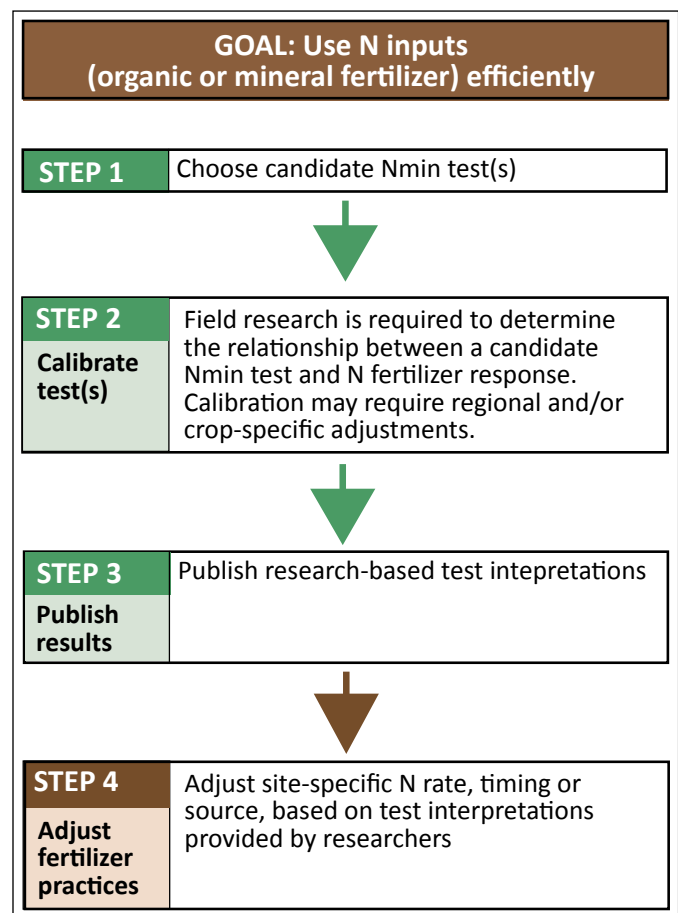 GOAL: Use N inputs
(organic or mineral fertilizer) efficiently
STEP 1
Choose candidate Nmin test(s)
STEP 2
Calibrate
test(s)
Field research is required to determine
the relationship between a candidate
Nmin test and N fertilizer response.
Calibration may require regional and/or
crop-specific adjustments.
STEP 3
Publish
results
Publish research-based test intepretations
STEP 4
Adjust
fertilizer
practices
Adjust site-specific N rate, timing or
source, based on test interpretations
provided by researchers